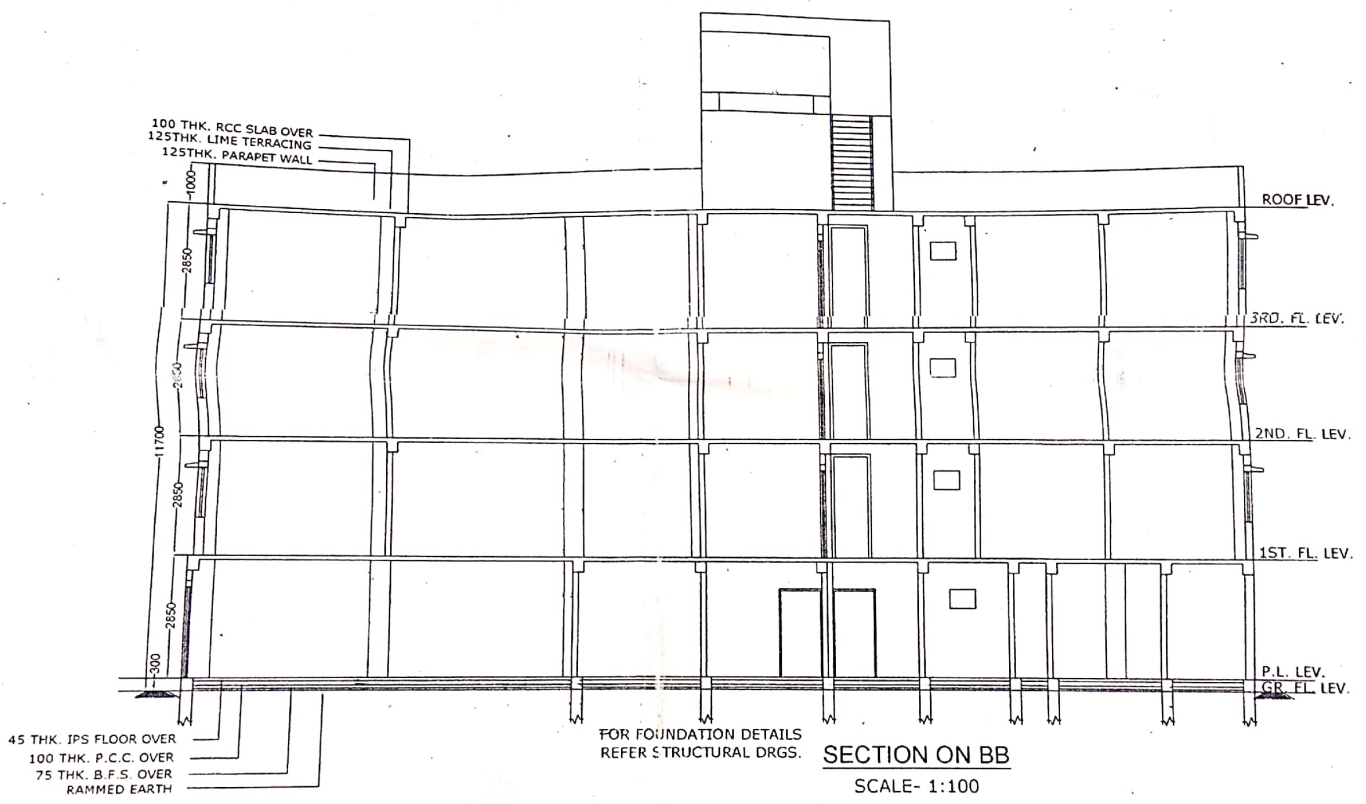 100 THK. RCC SLAB OVER
125THK. LIME TERRACING
125THK. PARAPET WALL
1000
ROOF LEV.
2850
3RD. FL. LEV.
2850
11700
2ND. FL. LEV.
2850
1ST. FL. LEV.
2850
300
P.L. LEV.
GR. FL. LEV.
45 THK. IPS FLOOR OVER
100 THK. P.C.C. OVER
75 THK. B.F.S. OVER
RAMMED EARTH
FOR FOUNDATION DETAILS
REFER STRUCTURAL DRGS.
SECTION ON BB
SCALE- 1:100